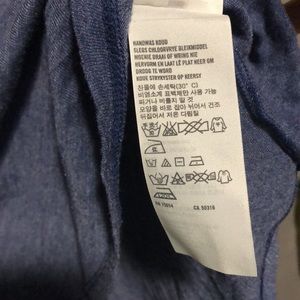 HANDWAS KOUD
SLEGS CHLOORVRYE BLEIKMIDDEL
MOENIE DRAAI OF WRING NIE
HERVORM EN LAAT LÊ PLAT OM
DROOG TE WORD
KOUE STRYKYSTER OP KEERSY
찬물에 손세탁(30° C)
비염소계 표백제만 사용 가능
짜거나 비틀지 말 것
모양을 바로 잡아 뉘어서 건조
뒤집어서 저온 다림질
CA 50316